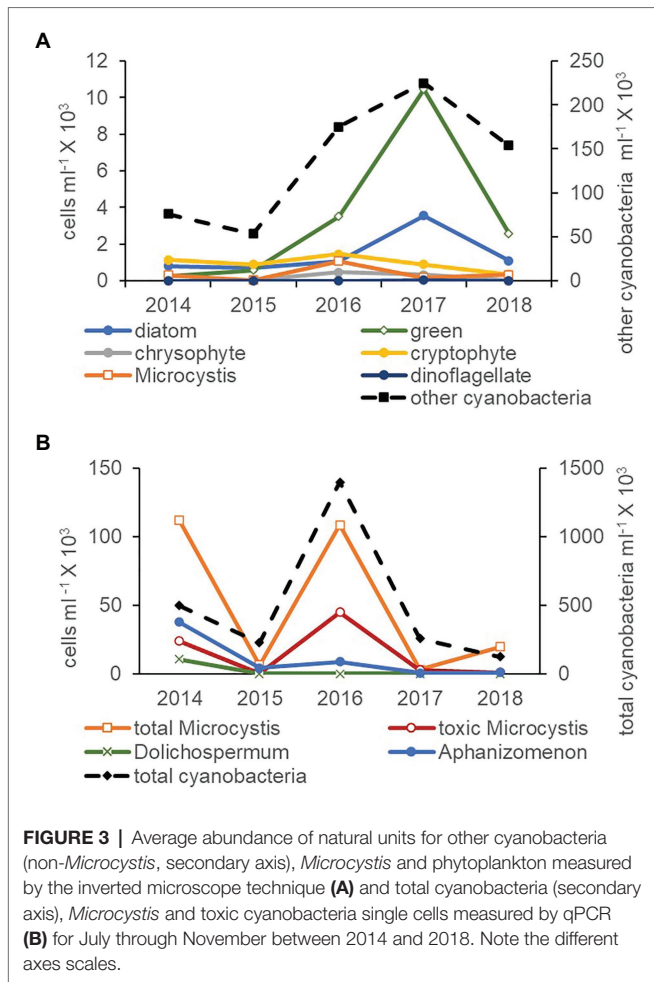 A
12
10
8
6
4
2
0
cells ml⁻¹ X 10³
250
200
150
100
50
0
other cyanobacteria ml⁻¹ X 10³
2014 2015 2016 2017 2018
diatom green
chrysophyte cryptophyte
Microcystis dinoflagellate
other cyanobacteria
B
150
100
50
0
cells ml ⁻¹ X 10³
1500
1000
500
0
total cyanobacteria ml⁻¹ X 10³
2014 2015 2016 2017 2018
total Microcystis toxic Microcystis
Dolichospermum Aphanizomenon
total cyanobacteria
FIGURE 3 | Average abundance of natural units for other cyanobacteria
(non-Microcystis, secondary axis), Microcystis and phytoplankton measured
by the inverted microscope technique (A) and total cyanobacteria (secondary
axis), Microcystis and toxic cyanobacteria single cells measured by qPCR
(B) for July through November between 2014 and 2018. Note the different
axes scales.